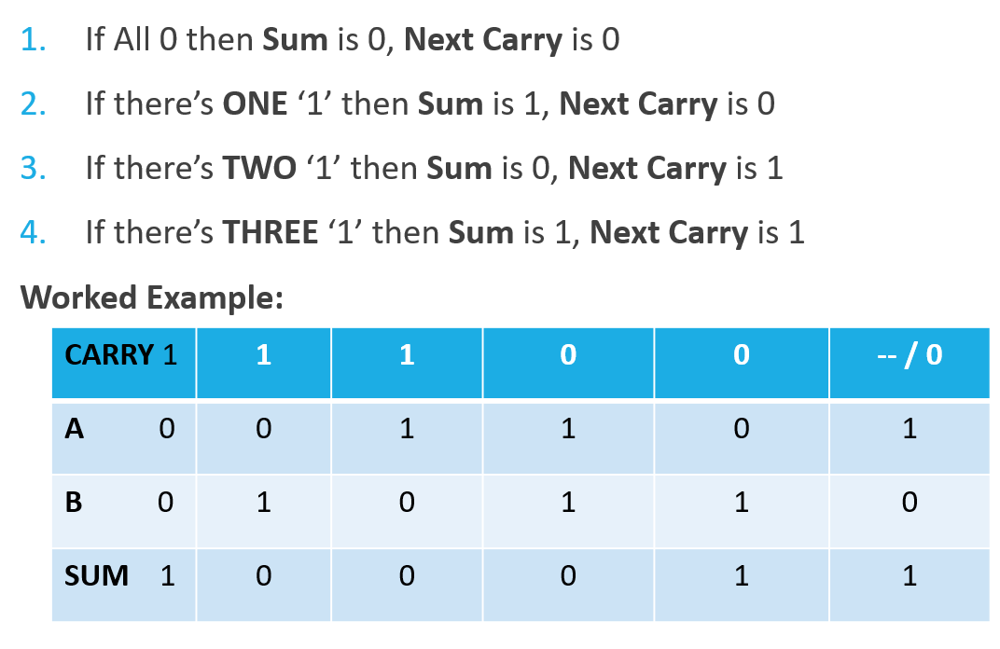 1. If All 0 then Sum is 0, Next Carry is 0
2. If there’s ONE ‘1’ then Sum is 1, Next Carry is 0
3. If there’s TWO ‘1’ then Sum is 0, Next Carry is 1
4. If there’s THREE ‘1’ then Sum is 1, Next Carry is 1
Worked Example:
CARRY 1 1 1 0 0 -- / 0
A 0 0 1 1 0 1
B 0 1 0 1 1 0
SUM 1 0 0 0 1 1